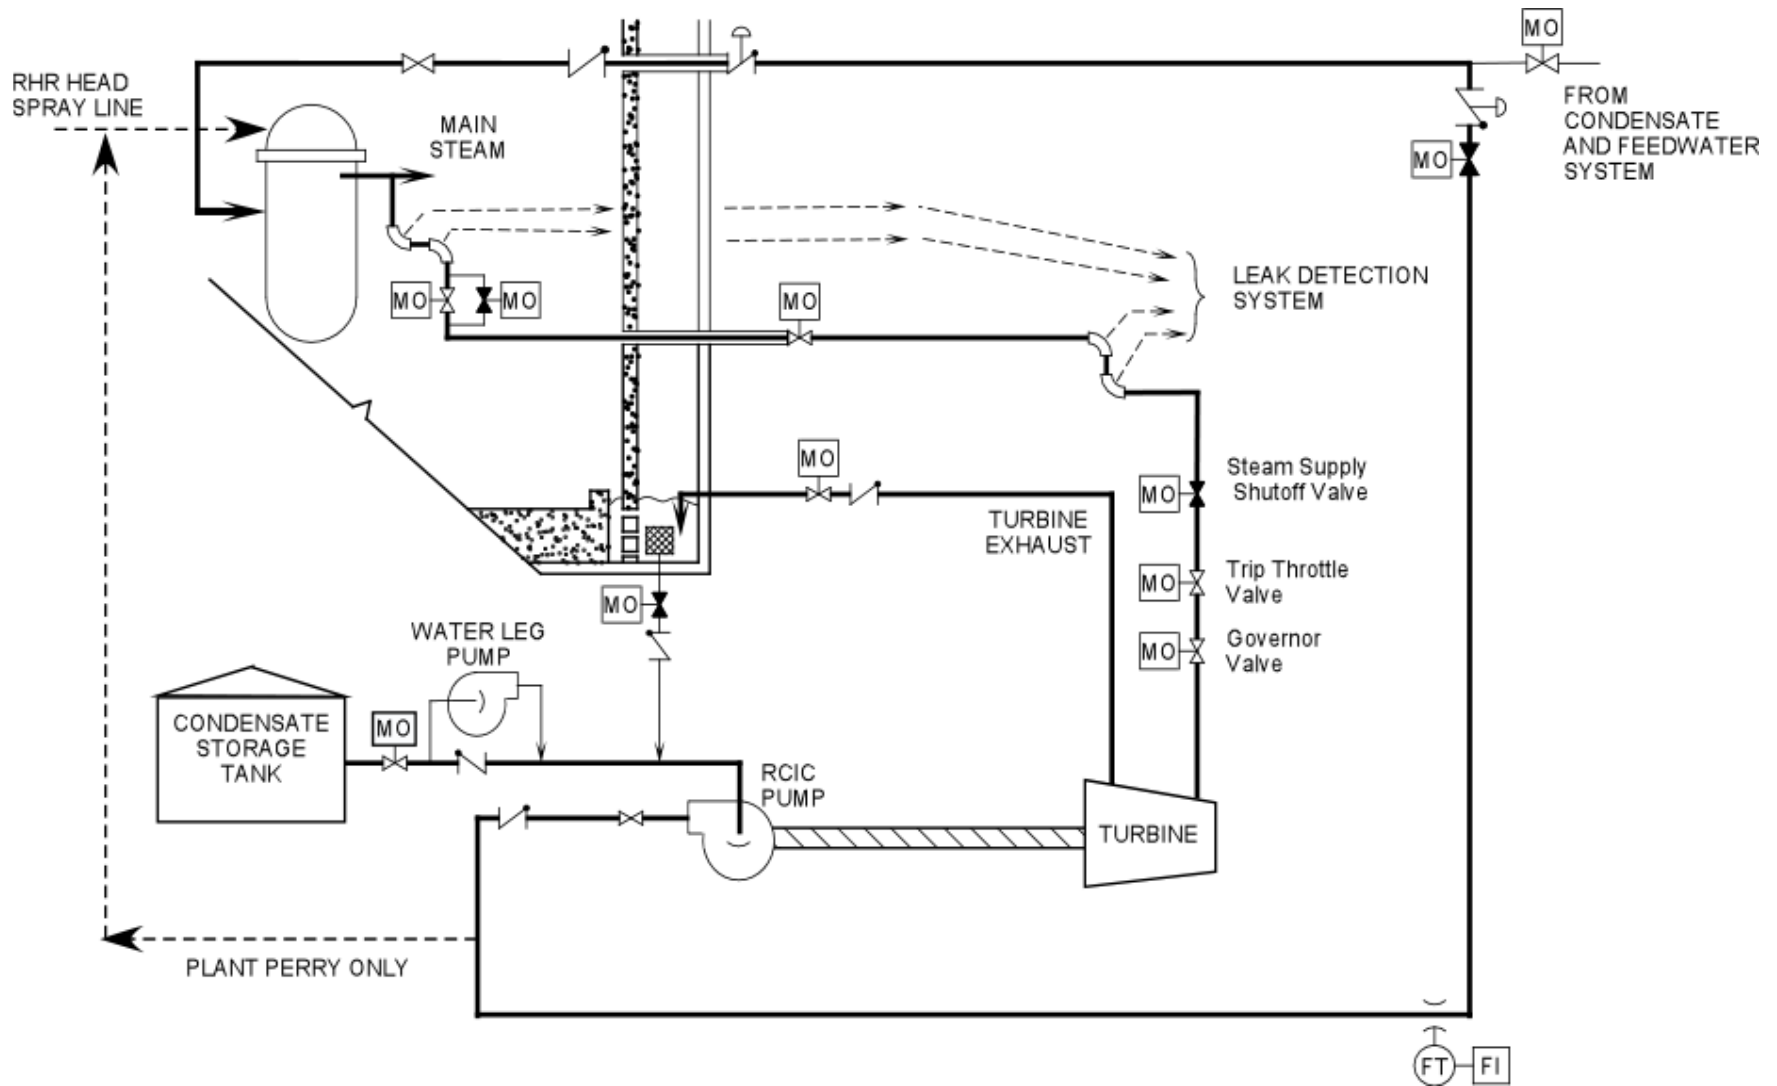 MO
RHR HEAD
SPRAY LINE
MAIN
STEAM
FROM
CONDENSATE
AND FEEDWATER
SYSTEM
MO
MO
MO
MO
LEAK DETECTION
SYSTEM
MO
Steam Supply
Shutoff Valve
MO
TURBINE
EXHAUST
MO
Trip Throttle
Valve
MO
WATER LEG
PUMP
MO
Governor
Valve
CONDENSATE
STORAGE
TANK
MO
RCIC
PUMP
TURBINE
PLANT PERRY ONLY
FT
FI